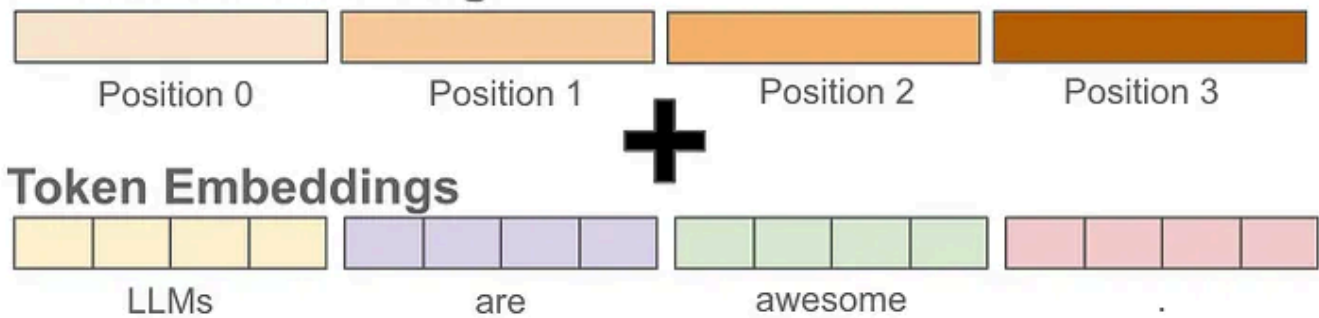 Position 0 Position 1 Position 2 Position 3
Token Embeddings
LLMs are awesome .